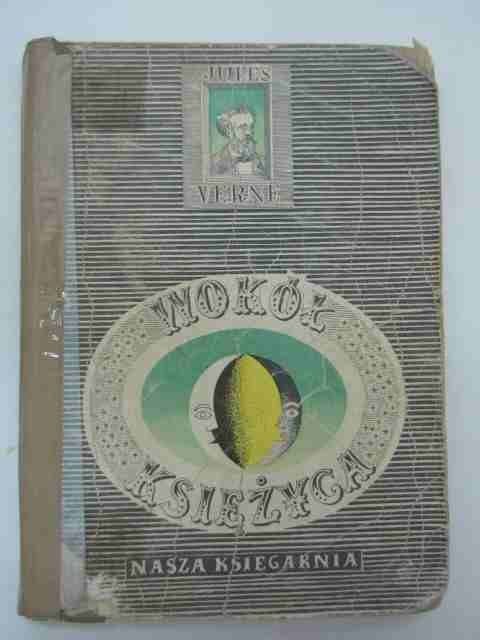 JULES
VERNE
WOKÓŁ
KSIĘŻYCA
NASZA KSIĘGARNIA